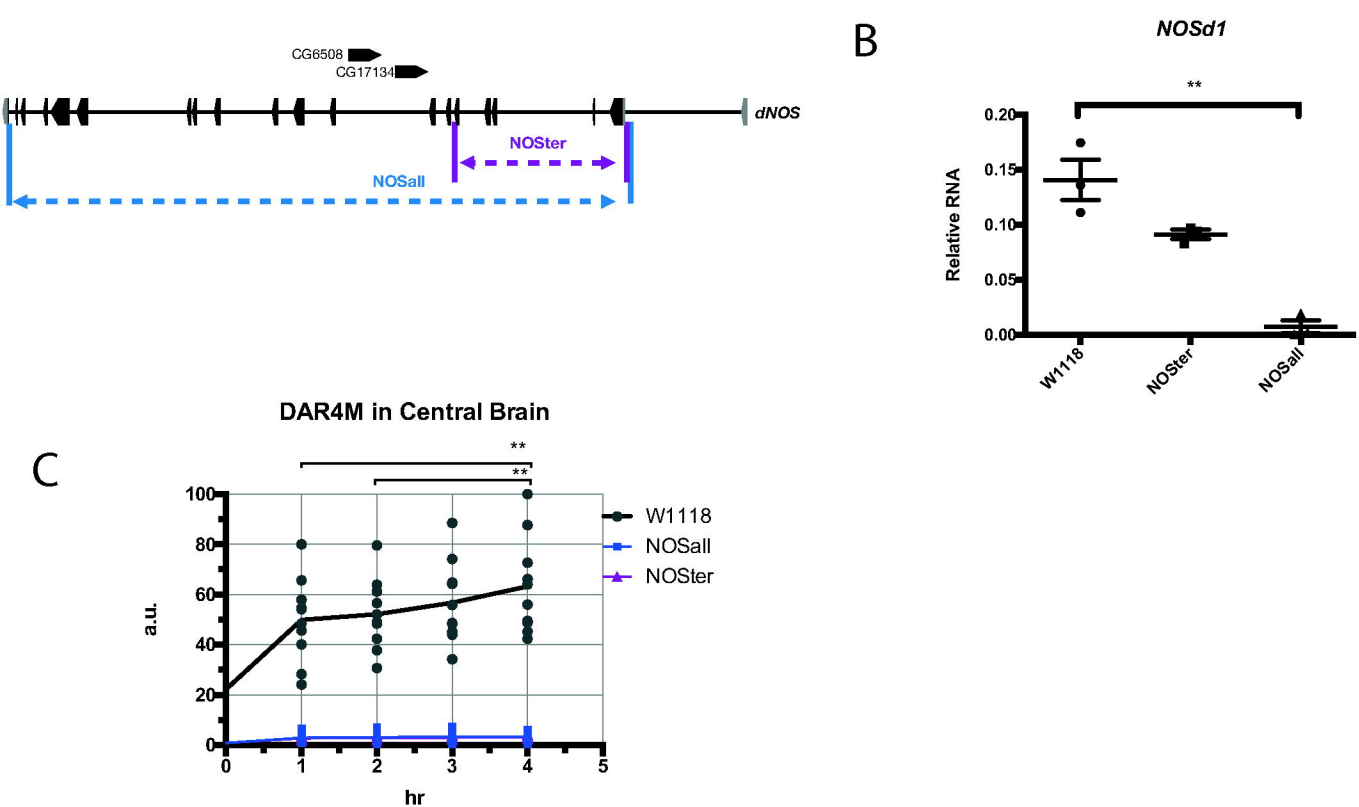 CG6508
CG17134
dNOS
NOSter
NOSall
B
NOSd1
**
0.20
0.15
0.10
0.05
0.00
Relative RNA
W1118
NOSter
NOSall
C
DAR4M in Central Brain
**
**
100
80
60
40
20
0
a.u.
0 1 2 3 4 5
hr
W1118
NOSall
NOSter